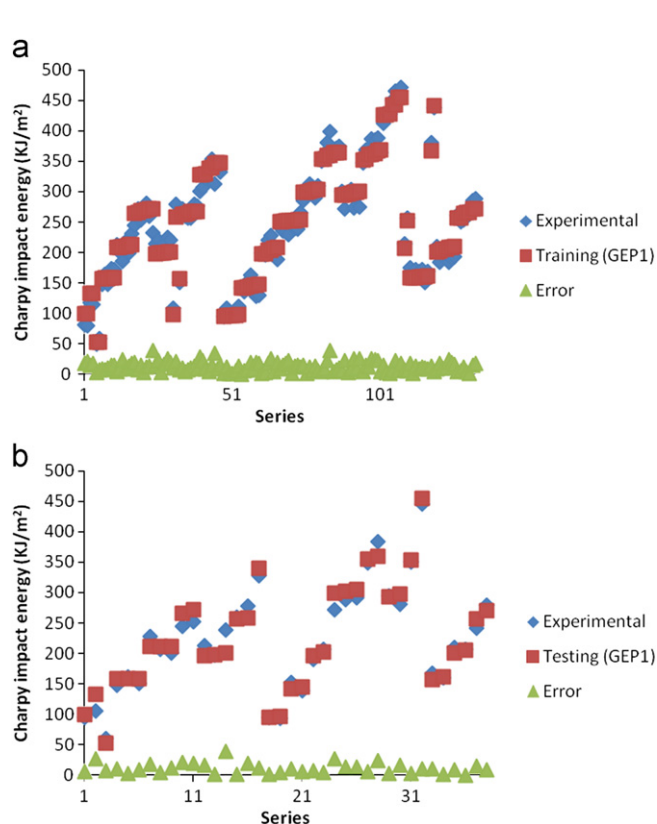 a
Charpy impact energy (KJ/m²)
500
450
400
350
300
250
200
150
100
50
0
1
51
101
Series
Experimental
Training (GEP1)
Error
b
Charpy impact energy (KJ/m²)
500
450
400
350
300
250
200
150
100
50
0
1
11
21
31
Series
Experimental
Testing (GEP1)
Error